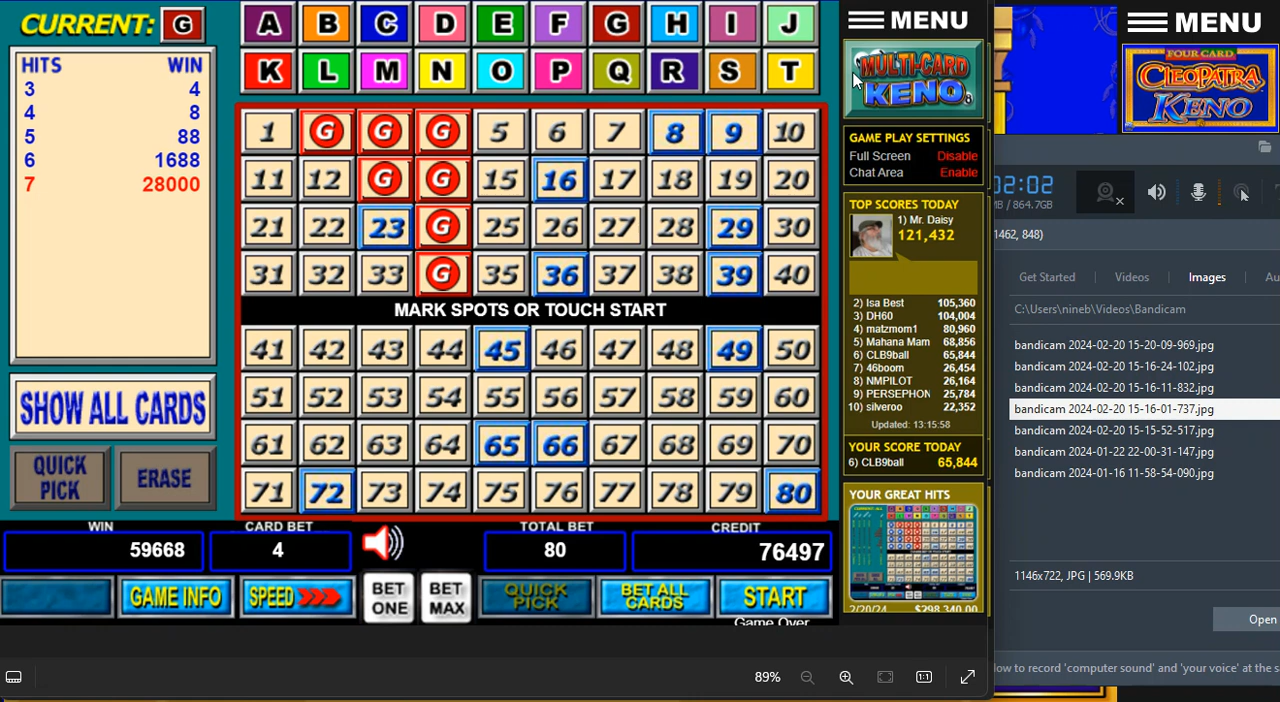 CURRENT: G
HITS WIN
3 4
4 8
5 88
6 1688
7 28000
SHOW ALL CARDS
QUICK PICK
ERASE
A B C D E F G H I J
K L M N O P Q R S T
1 G G G 5 6 7 8 9 10
11 12 G G 15 16 17 18 19 20
21 22 23 G 25 26 27 28 29 30
31 32 33 G 35 36 37 38 39 40
MARK SPOTS OR TOUCH START
41 42 43 44 45 46 47 48 49 50
51 52 53 54 55 56 57 58 59 60
61 62 63 64 65 66 67 68 69 70
71 72 73 74 75 76 77 78 79 80
WIN CARD BET TOTAL BET CREDIT
59668 4 80 76497
GAME INFO SPEED BET ONE BET MAX QUICK PICK BET ALL CARDS START
Game Over
89% 1:1
MENU
MULTI-CARD KENO
GAME PLAY SETTINGS
Full Screen Disable
Chat Area Enable
TOP SCORES TODAY
1) Mr. Daisy
121,432
2) Isa Best 105,360
3) DH60 104,004
4) matzmom1 80,960
5) Mahana Mam 68,856
6) CLB9ball 65,844
7) 46boom 26,454
8) NMPILOT 26,164
9) PERSEPHON 25,784
10) silveroo 22,352
Updated: 13:15:58
YOUR SCORE TODAY
6) CLB9ball 65,844
YOUR GREAT HITS
2/20/24 $298,340.00
MENU
FOUR CARD
CLEOPATRA
KENO
02:02
MB / 864.7GB
1462, 848)
Get Started Videos Images Au
C:\Users\nineb\Videos\Bandicam
bandicam 2024-02-20 15-20-09-969.jpg
bandicam 2024-02-20 15-16-24-102.jpg
bandicam 2024-02-20 15-16-11-832.jpg
bandicam 2024-02-20 15-16-01-737.jpg
bandicam 2024-02-20 15-15-52-517.jpg
bandicam 2024-01-22 22-00-31-147.jpg
bandicam 2024-01-16 11-58-54-090.jpg
1146x722, JPG | 569.9KB
Open
low to record 'computer sound' and 'your voice' at the s